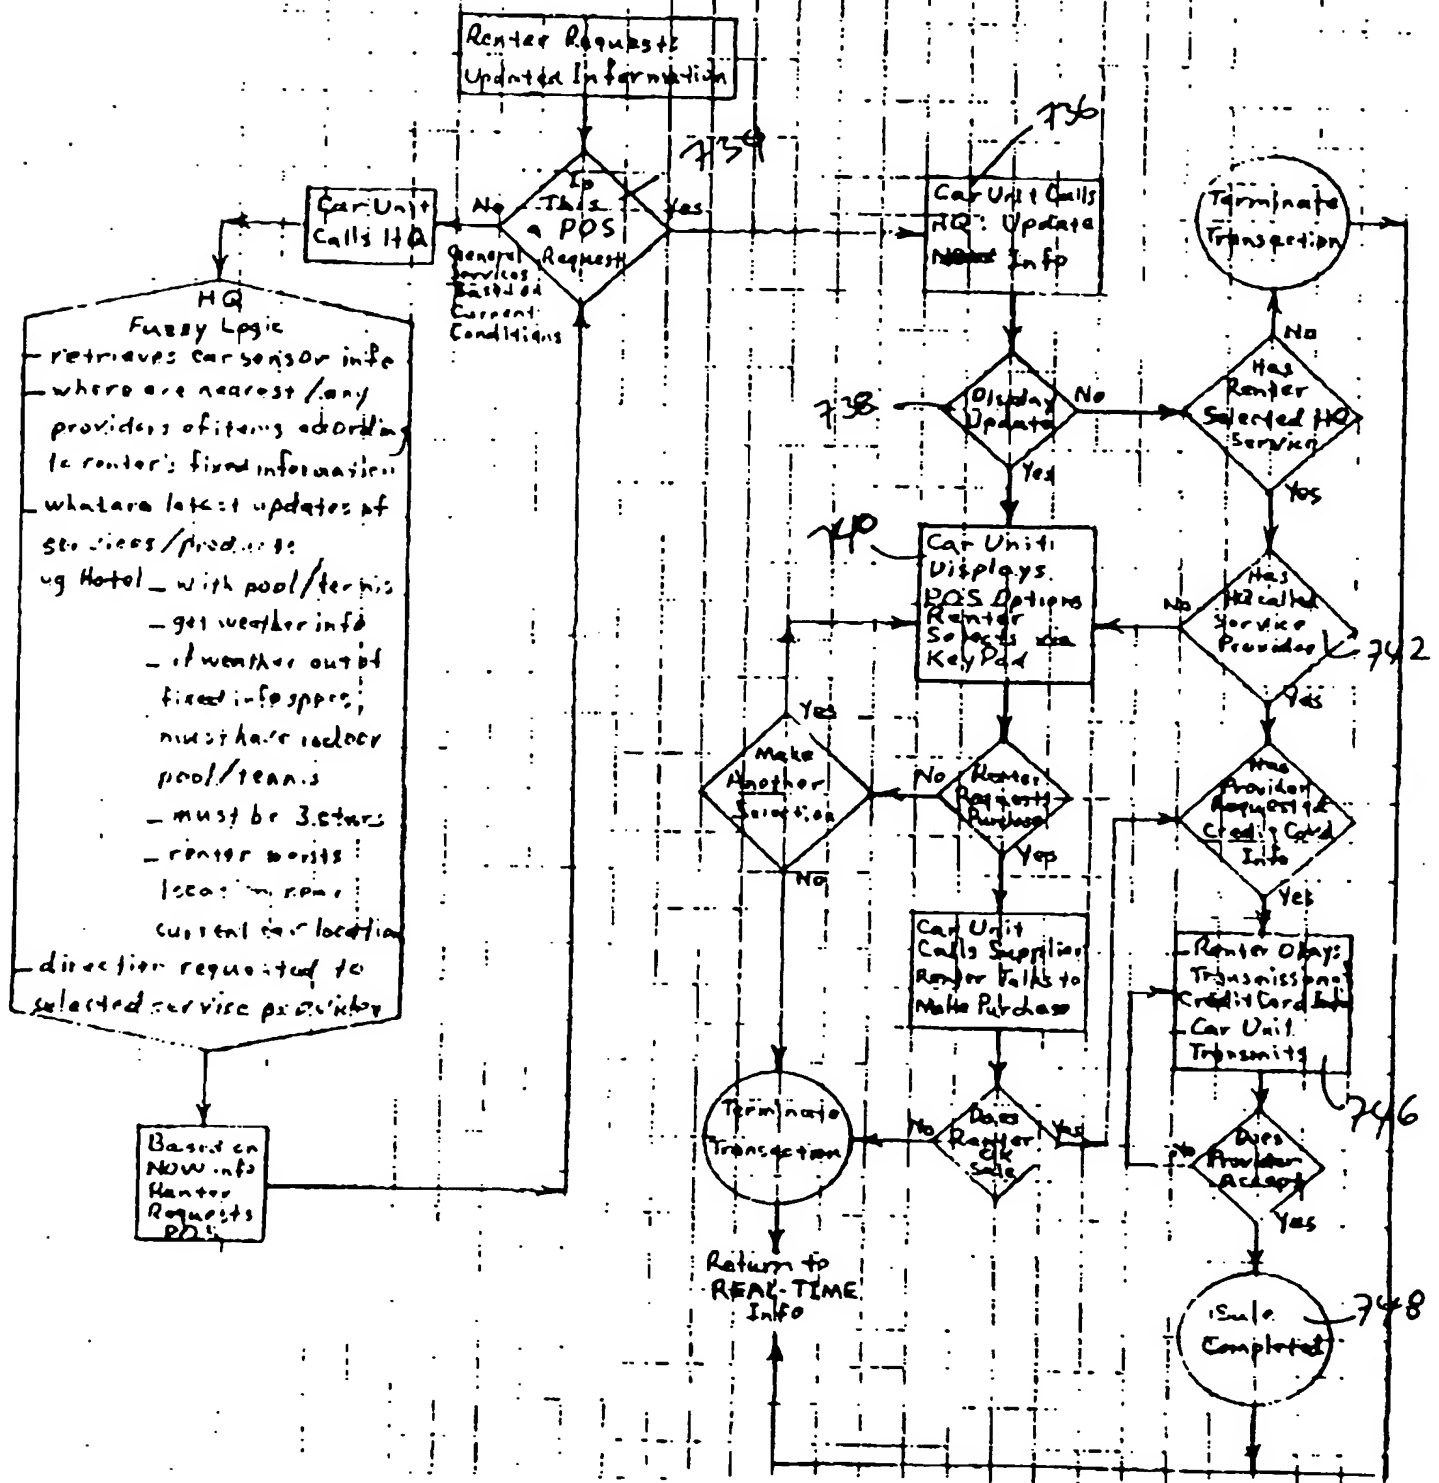 Renter Requests
Updated Information
739
Is
This
a POS
Request
No
Yes
General
Services
Based on
Current
Conditions
Car Unit
Calls HQ
HQ
Fuzzy Logic
- retrieves car sensor info
- where are nearest / any
providers of items according
to renter's fixed information
- what are latest updates of
services/products
Hotel - with pool/tennis
- get weather info
- if weather out of
fixed info specs,
must have indoor
pool/tennis
- must be 3 stars
- renter wants
current car location
- direction requested to
selected service provider
Based on
NOW info
Renter
Requests
POS
736
Car Unit Calls
HQ: Update
Info
738
Display
Update
No
Yes
740
Car Unit:
Displays
POS Options
Renter
Selects via
Key Pad
Renter
Requests
Purchase
No
Yes
Make
Another
Selection
Yes
No
Car Unit
Calls Supplier
Renter Talks to
Make Purchase
Does
Renter
OK
Sale
No
Yes
Terminate
Transaction
Return to
REAL-TIME
Info
Terminate
Transaction
No
Has
Renter
Selected HQ
Service
Yes
Has
HQ called
Service
Provider
742
No
Yes
Has
Provider
Requested
Credit Card
Info
Yes
- Renter Okays
Transmission of
Credit Card Info
- Car Unit
Transmits
746
Does
Provider
Accept
No
Yes
Sale
Completed
748